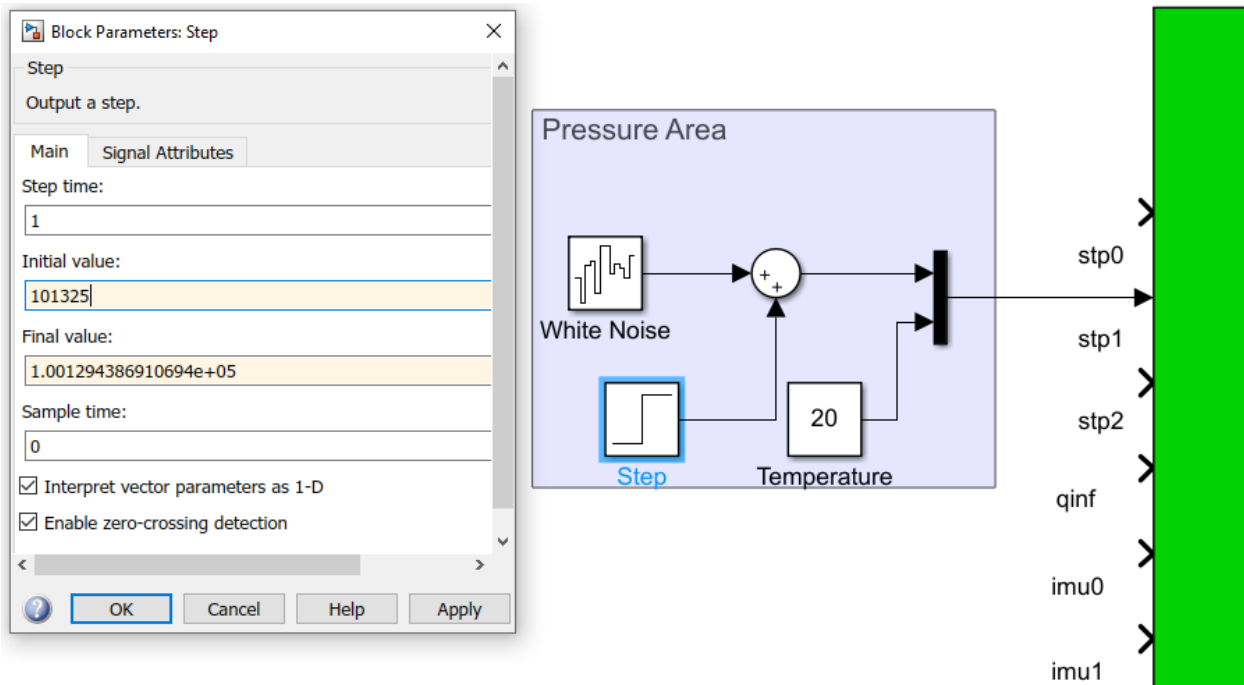 Block Parameters: Step
Step
Output a step.
Main
Signal Attributes
Step time:
1
Initial value:
101325
Final value:
1.001294386910694e+05
Sample time:
0
Interpret vector parameters as 1-D
Enable zero-crossing detection
OK
Cancel
Help
Apply
Pressure Area
White Noise
+
+
Step
20
Temperature
stp0
stp1
stp2
qinf
imu0
imu1